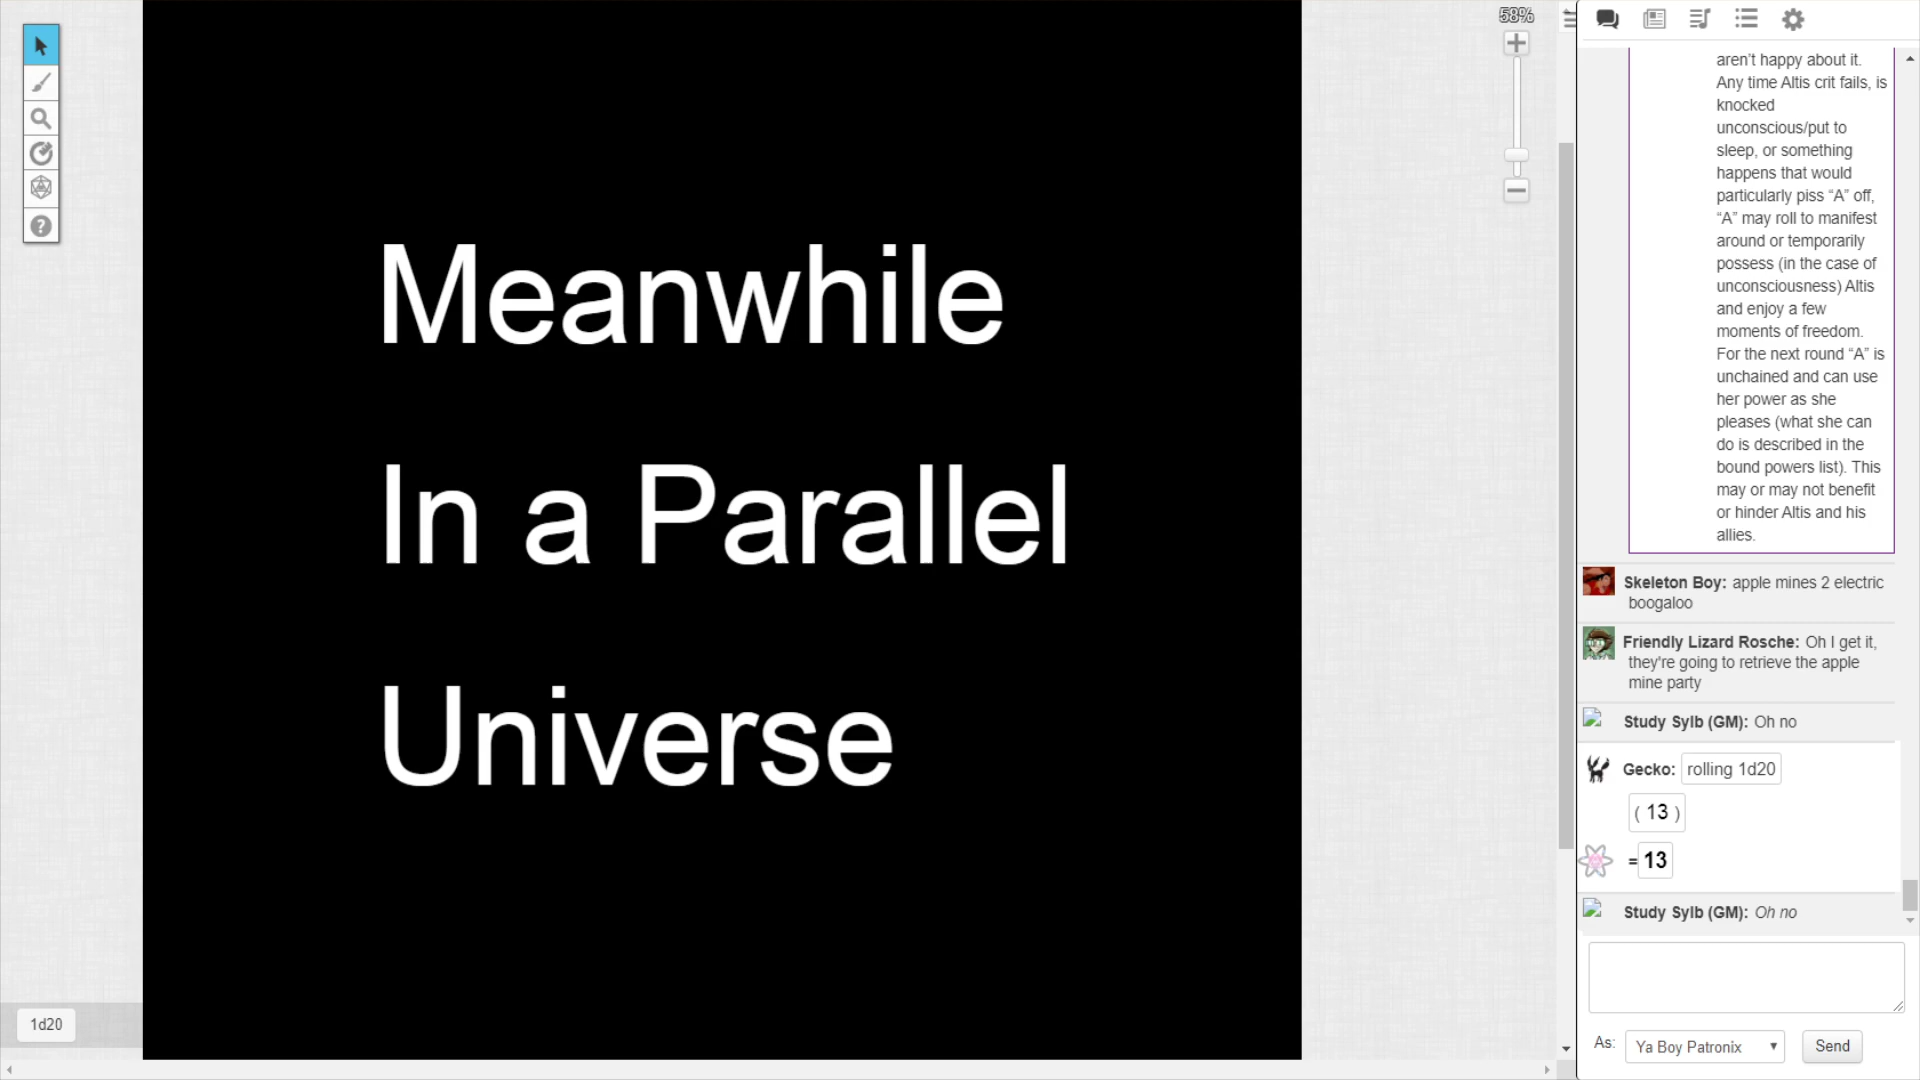 58%
aren't happy about it.
Any time Altis crit fails, is
knocked
unconscious/put to
sleep, or something
happens that would
particularly piss “A” off,
“A” may roll to manifest
around or temporarily
possess (in the case of
unconsciousness) Altis
and enjoy a few
moments of freedom.
For the next round “A” is
unchained and can use
her power as she
pleases (what she can
do is described in the
bound powers list). This
may or may not benefit
or hinder Altis and his
allies.
Meanwhile
In a Parallel
Universe
Skeleton Boy: apple mines 2 electric
boogaloo
Friendly Lizard Rosche: Oh I get it,
they're going to retrieve the apple
mine party
Study Sylb (GM): Oh no
Gecko: rolling 1d20
( 13 )
= 13
Study Sylb (GM): Oh no
1d20
As: Ya Boy Patronix
Send